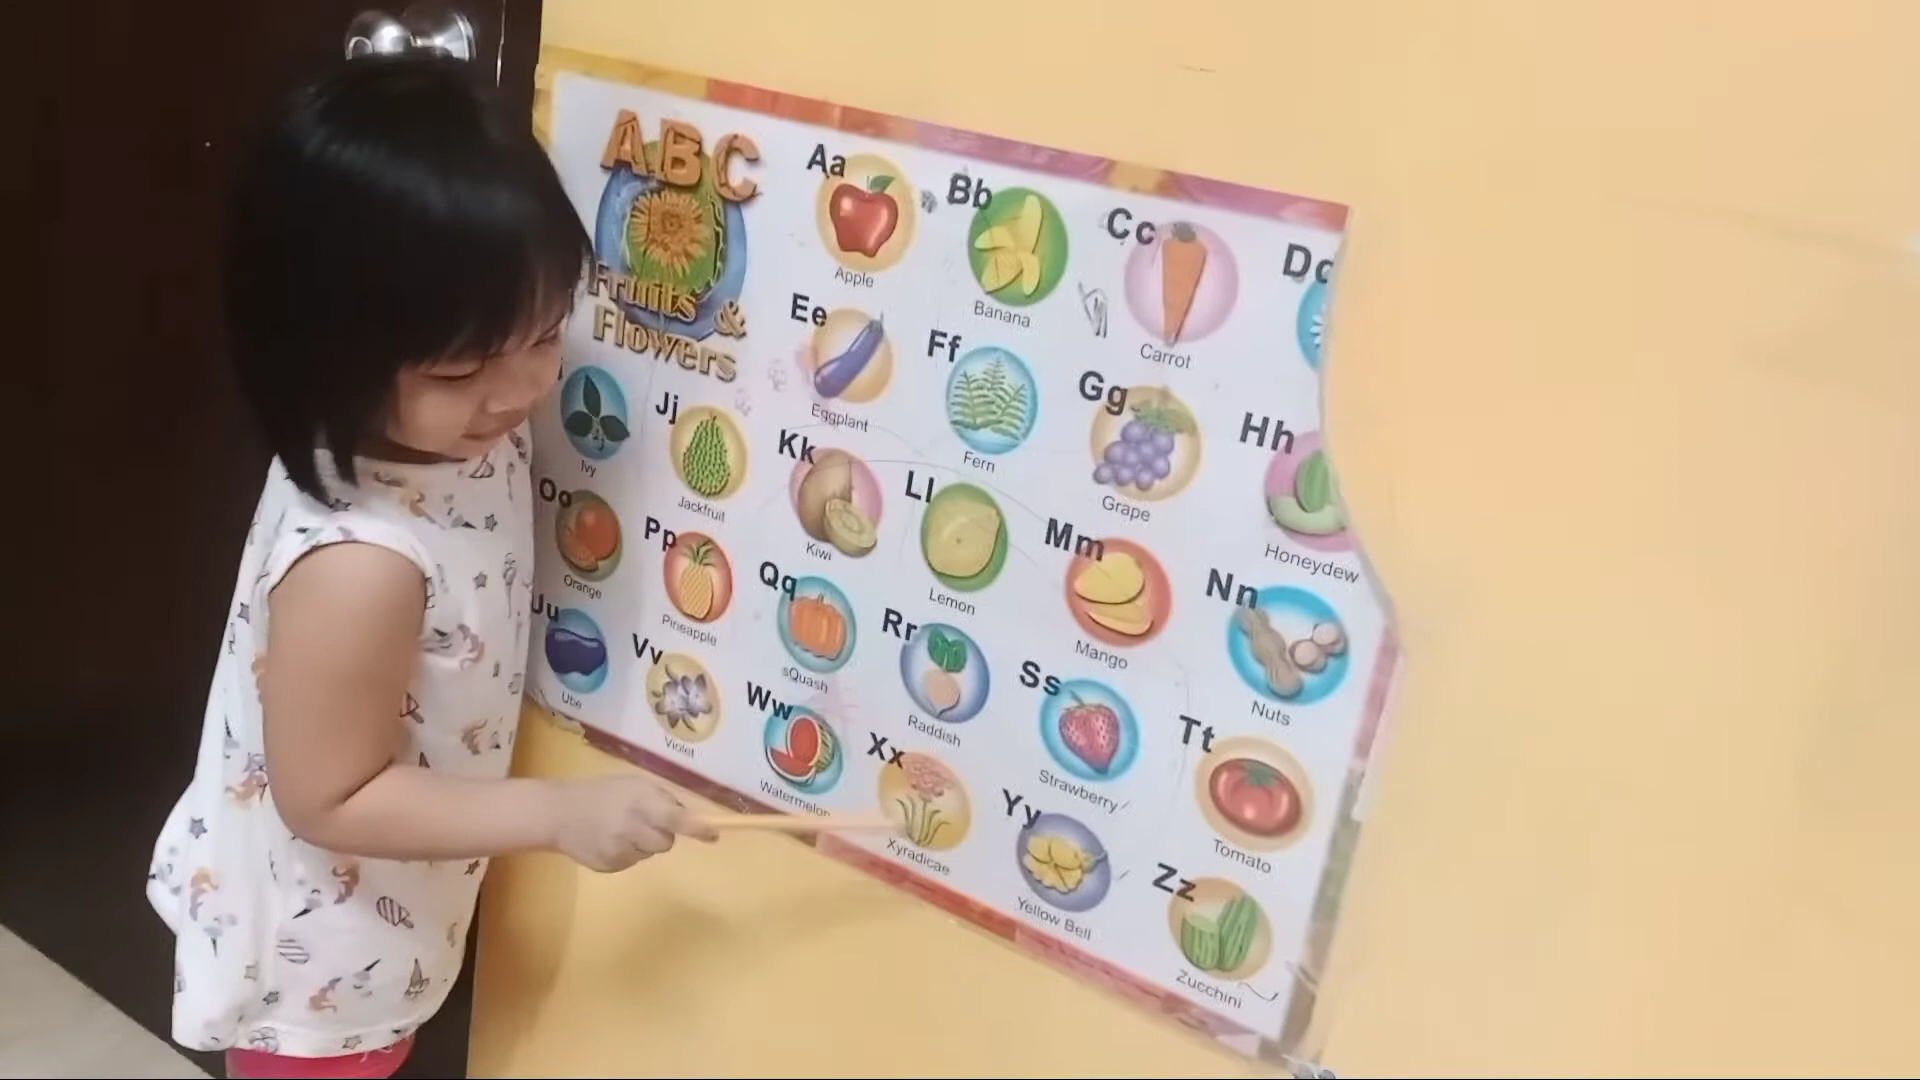 ABC
Fruits &
Flowers
Aa
Apple
Bb
Banana
Cc
Carrot
Ee
Eggplant
Ff
Fern
Gg
Grape
Hh
Honeydew
Ivy
Jj
Jackfruit
Kk
Kiwi
Ll
Lemon
Mm
Mango
Nn
Nuts
Oo
Orange
Pp
Pineapple
Qq
sQuash
Rr
Raddish
Ss
Strawberry
Tt
Tomato
Uu
Ube
Vv
Violet
Ww
Watermelon
Xx
Xyradicae
Yy
Yellow Bell
Zz
Zucchini